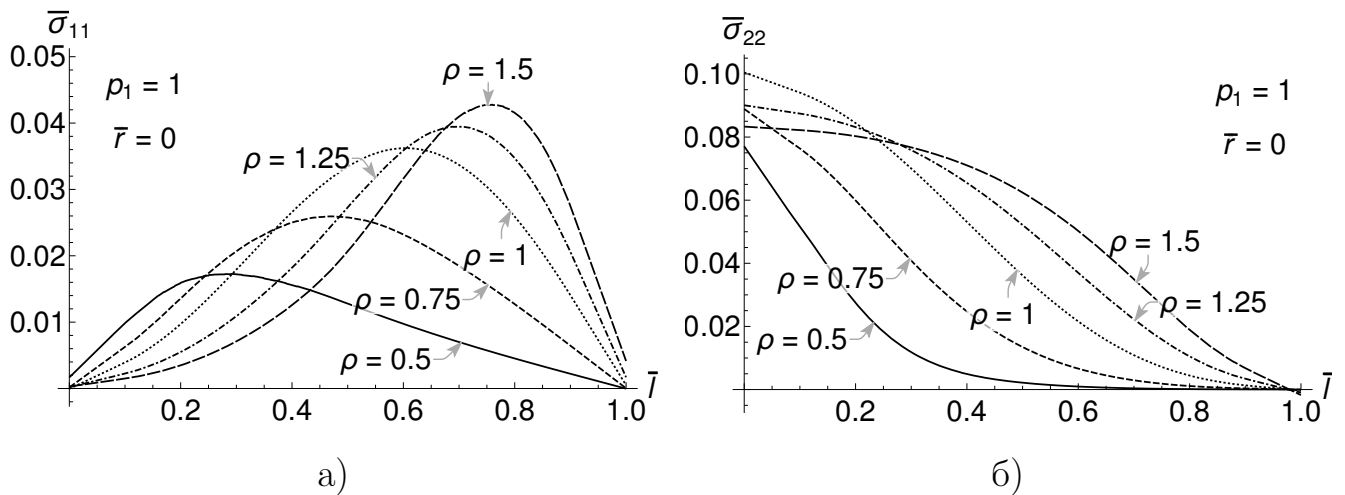 σ̅₁₁
0.05
p₁ = 1
r̅ = 0
0.04
0.03
0.02
0.01
ρ = 1.5
ρ = 1.25
ρ = 1
ρ = 0.75
ρ = 0.5
0.2 0.4 0.6 0.8 1.0 l̅
а)
σ̅₂₂
0.10
p₁ = 1
r̅ = 0
0.08
0.06
0.04
0.02
ρ = 1.5
ρ = 1.25
ρ = 0.75
ρ = 1
ρ = 0.5
0.2 0.4 0.6 0.8 1.0 l̅
б)